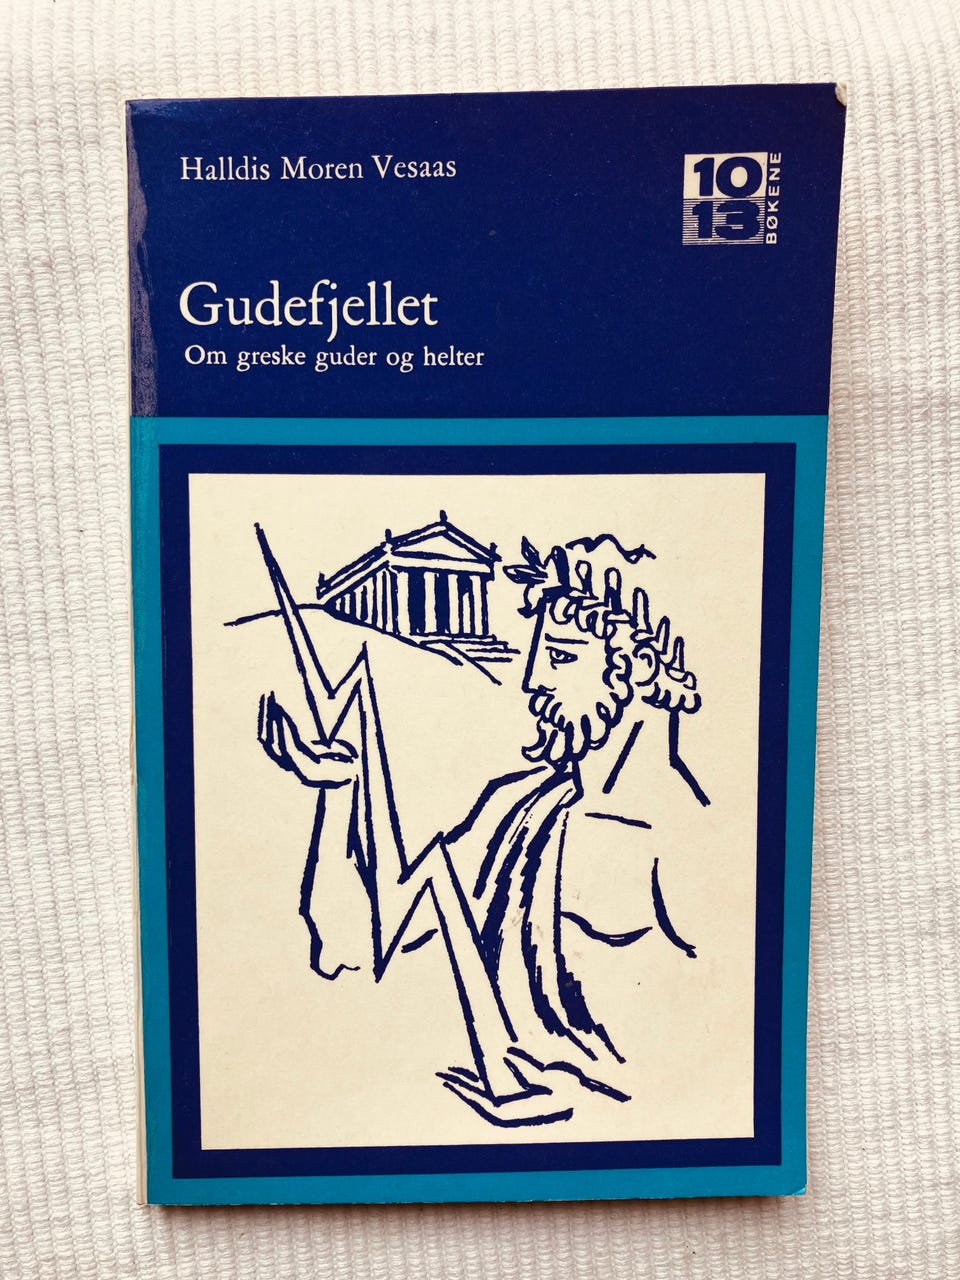 Halldis Moren Vesaas
10
13
BØKENE
Gudefjellet
Om greske guder og helter